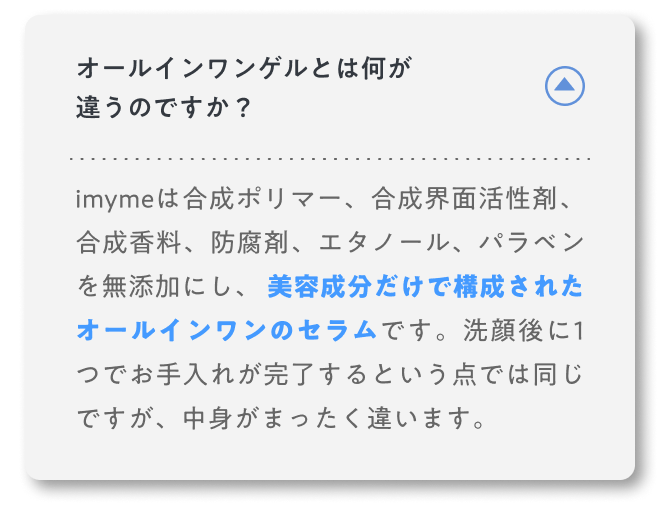 オールインワンゲルとは何が
違うのですか？
imymeは合成ポリマー、合成界面活性剤、
合成香料、防腐剤、エタノール、パラベン
を無添加にし、 美容成分だけで構成された
オールインワンのセラムです。洗顔後に1
つでお手入れが完了するという点では同じ
ですが、中身がまったく違います。